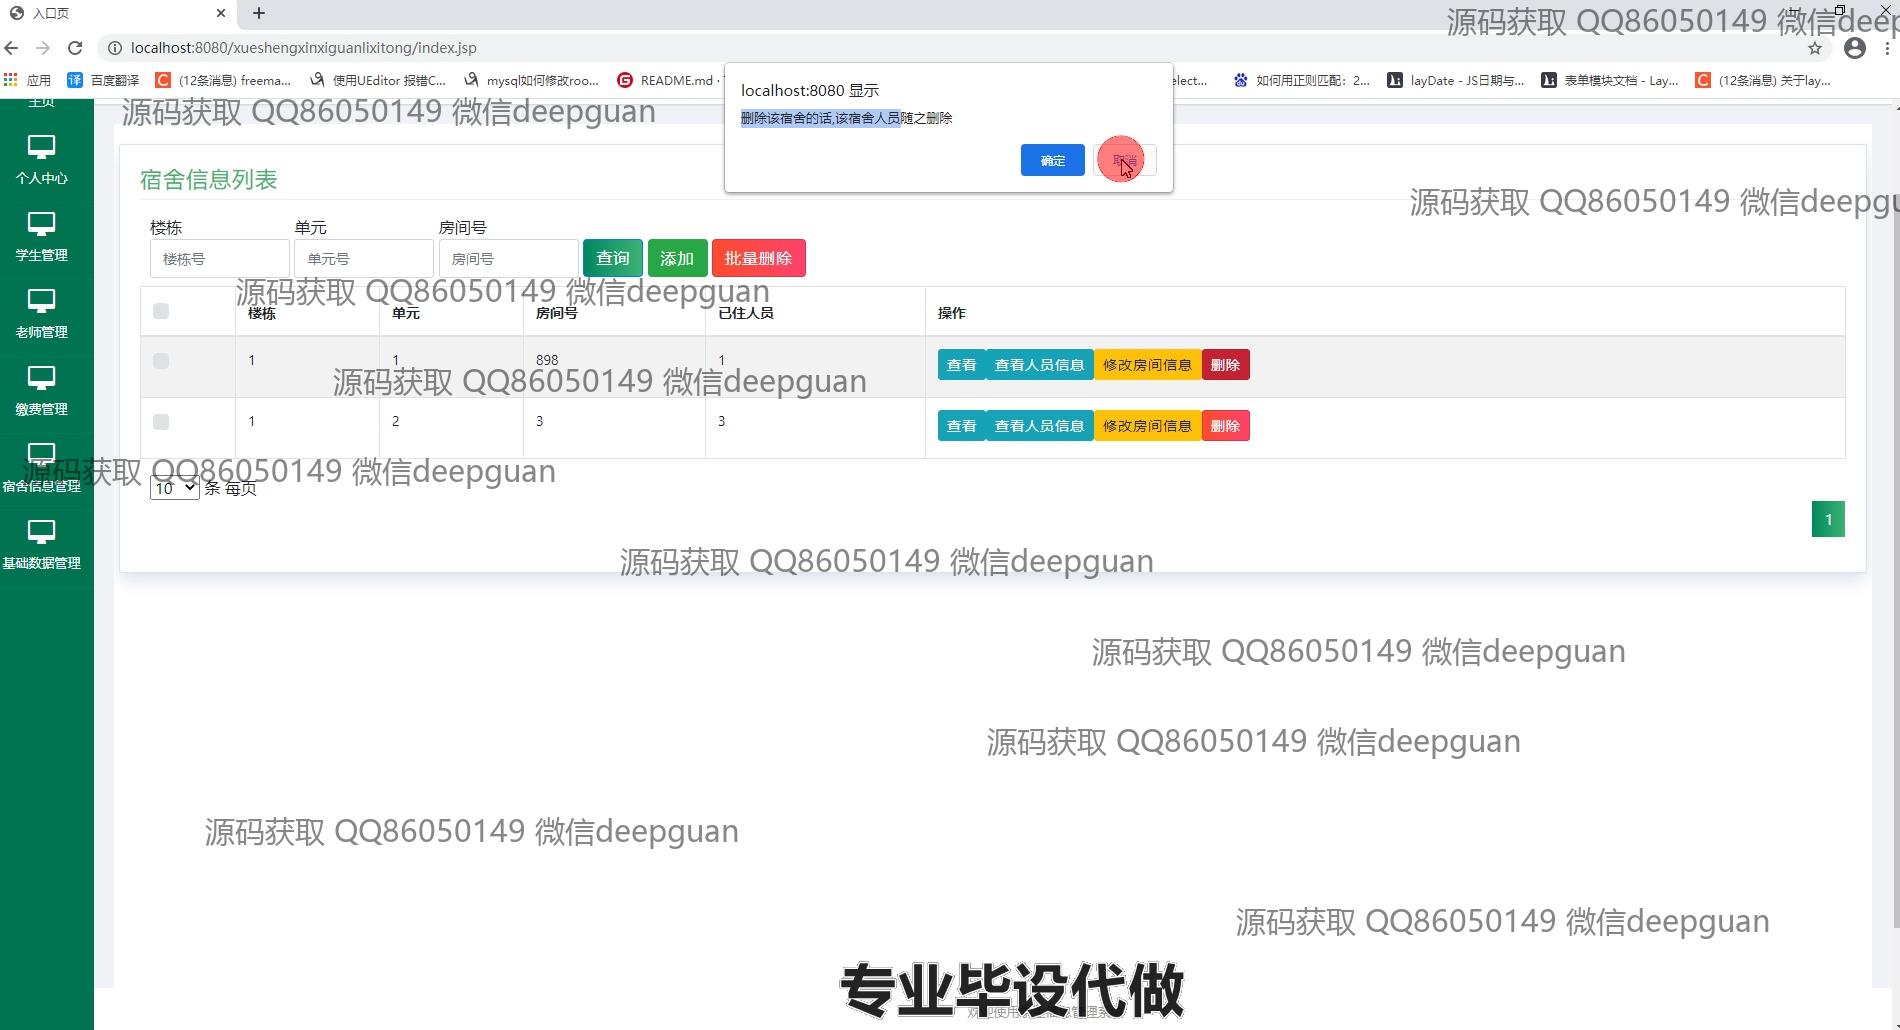 入口页
localhost:8080/xueshengxinxiguanlixitong/index.jsp
应用
百度翻译
(12条消息) freema...
使用UEditor 报错C...
mysql如何修改roo...
README.md ·
elect...
如何用正则匹配：2...
layDate - JS日期与...
表单模块文档 - Lay...
(12条消息) 关于lay...
源码获取 QQ86050149 微信deep
localhost:8080 显示
删除该宿舍的话,该宿舍人员随之删除
确定
取消
源码获取 QQ86050149 微信deepguan
主页
个人中心
学生管理
老师管理
缴费管理
宿舍信息管理
基础数据管理
宿舍信息列表
源码获取 QQ86050149 微信deepgu
楼栋 单元 房间号
楼栋号 单元号 房间号 查询 添加 批量删除
源码获取 QQ86050149 微信deepguan
楼栋 单元 房间号 已住人员 操作
1 1 898 1 查看 查看人员信息 修改房间信息 删除
源码获取 QQ86050149 微信deepguan
1 2 3 3 查看 查看人员信息 修改房间信息 删除
源码获取 QQ86050149 微信deepguan
10 条 每页
1
源码获取 QQ86050149 微信deepguan
源码获取 QQ86050149 微信deepguan
源码获取 QQ86050149 微信deepguan
源码获取 QQ86050149 微信deepguan
源码获取 QQ86050149 微信deepguan
专业毕设代做